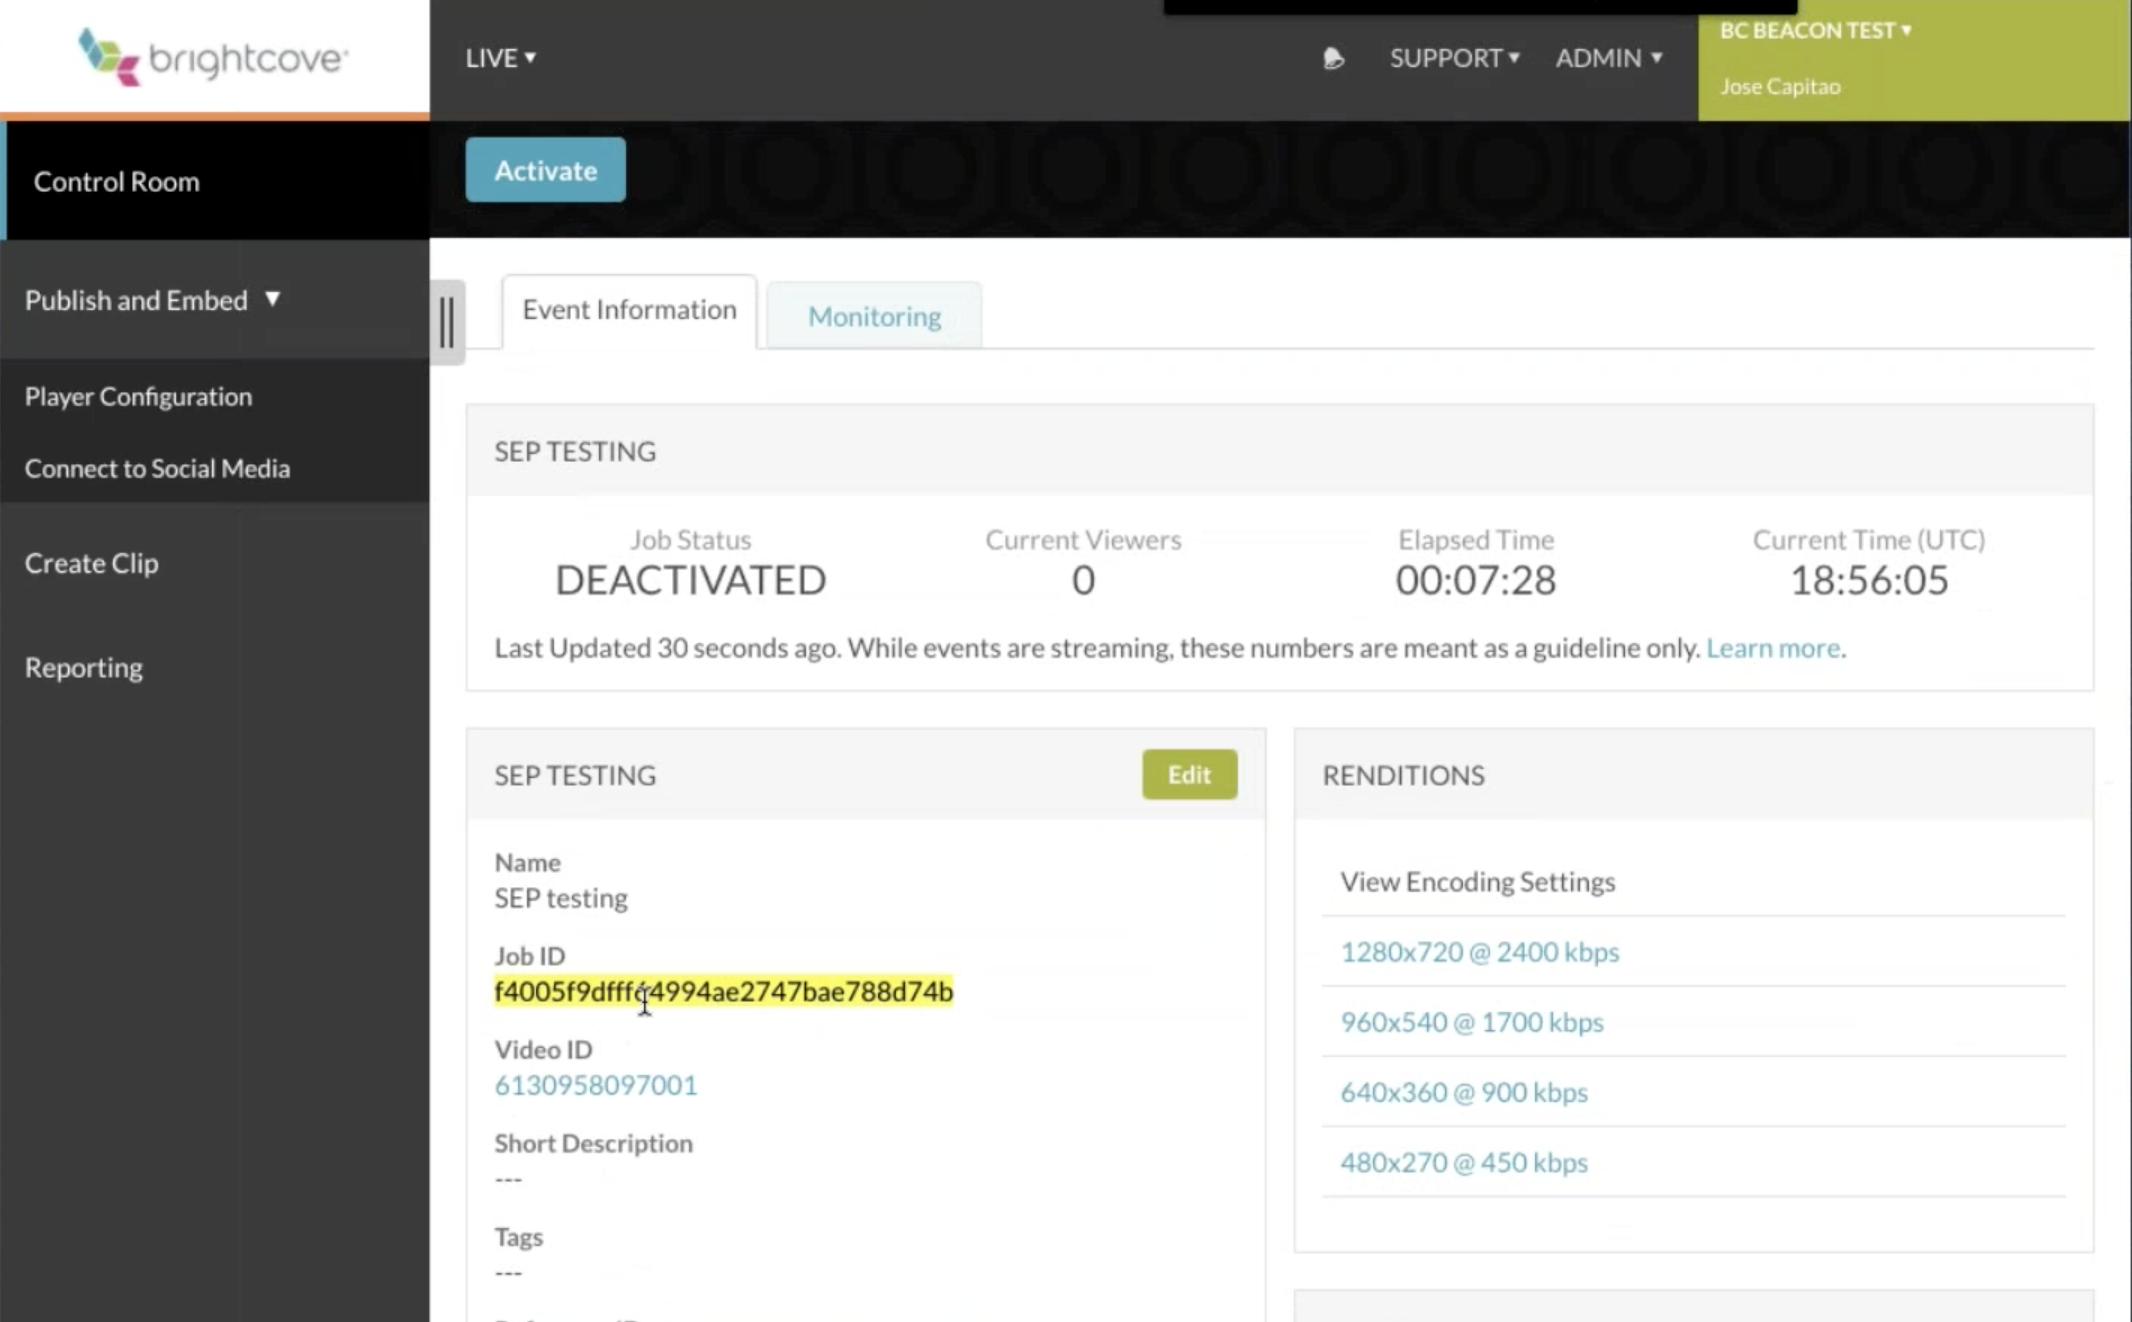 brightcove
LIVE
SUPPORT
ADMIN
BC BEACON TEST
Jose Capitao
Control Room
Activate
Publish and Embed
Player Configuration
Connect to Social Media
Create Clip
Reporting
Event Information
Monitoring
SEP TESTING
Job Status
DEACTIVATED
Current Viewers
0
Elapsed Time
00:07:28
Current Time (UTC)
18:56:05
Last Updated 30 seconds ago. While events are streaming, these numbers are meant as a guideline only. Learn more.
SEP TESTING
Edit
Name
SEP testing
Job ID
Video ID
6130958097001
Short Description
---
Tags
---
RENDITIONS
View Encoding Settings
1280x720 @ 2400 kbps
960x540 @ 1700 kbps
640x360 @ 900 kbps
480x270 @ 450 kbps